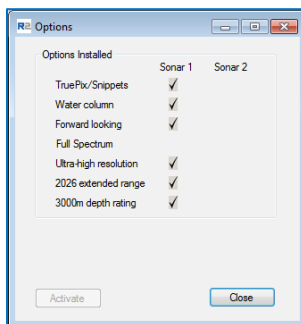 R2 Options
Options Installed
Sonar 1 Sonar 2
TruePix/Snippets ✓
Water column ✓
Forward looking ✓
Full Spectrum
Ultra-high resolution ✓
2026 extended range ✓
3000m depth rating ✓
Activate Close